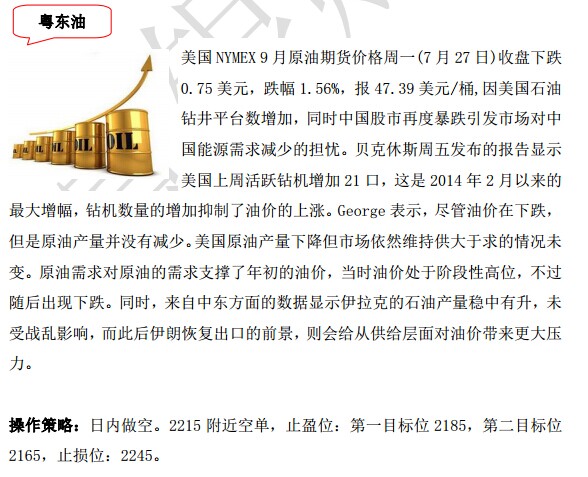 粤东油
美国 NYMEX 9 月原油期货价格周一(7 月 27 日)收盘下跌
0.75 美元，跌幅 1.56%，报 47.39 美元/桶,因美国石油
钻井平台数增加，同时中国股市再度暴跌引发市场对中
国能源需求减少的担忧。贝克休斯周五发布的报告显示
美国上周活跃钻机增加 21 口，这是 2014 年 2 月以来的
最大增幅，钻机数量的增加抑制了油价的上涨。George 表示，尽管油价在下跌，
但是原油产量并没有减少。美国原油产量下降但市场依然维持供大于求的情况未
变。原油需求对原油的需求支撑了年初的油价，当时油价处于阶段性高位，不过
随后出现下跌。同时，来自中东方面的数据显示伊拉克的石油产量稳中有升，未
受战乱影响，而此后伊朗恢复出口的前景，则会给从供给层面对油价带来更大压
力。
操作策略：日内做空。2215 附近空单，止盈位：第一目标位 2185，第二目标位
2165，止损位：2245。
OIL
OIL
OIL
OIL